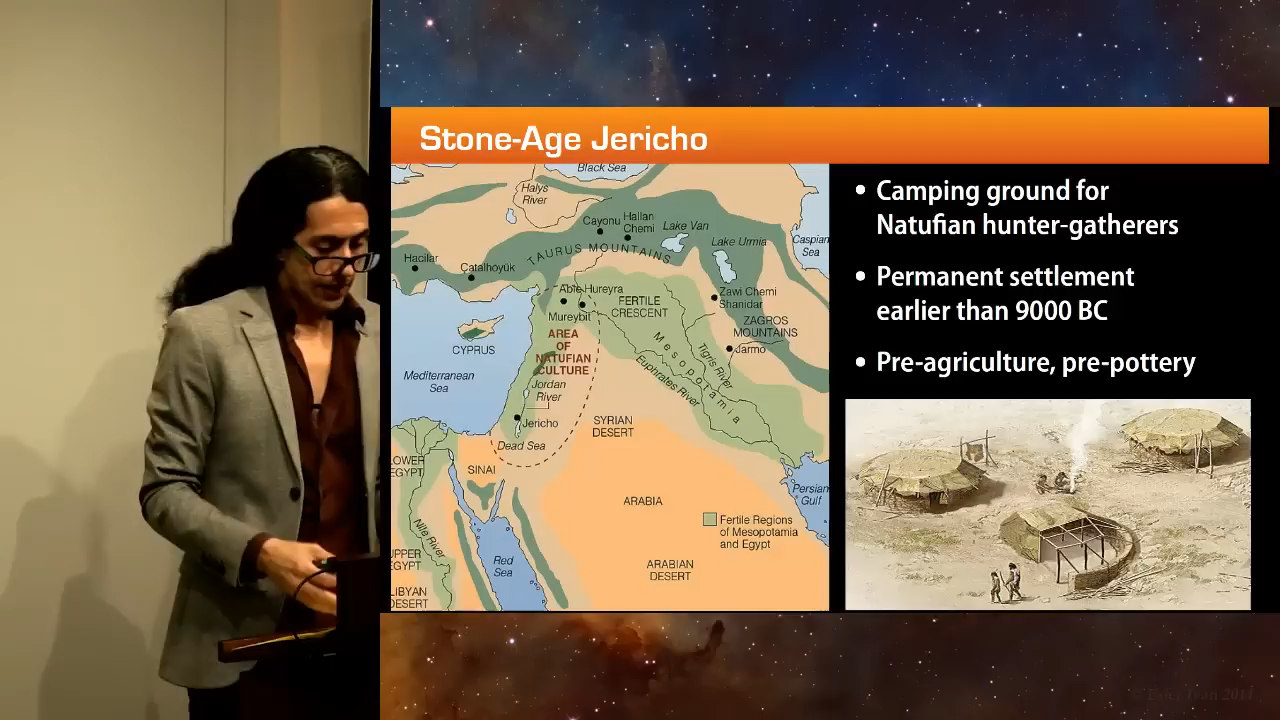 Stone-Age Jericho
Black Sea
Halys
River
Cayonu
Hallan
Chemi
Lake Van
Lake Urmia
Caspian
Sea
TAURUS MOUNTAINS
Hacilar
Çatalhoyük
Hureyra
Mureybit
FERTILE
CRESCENT
Zawi Chemi
Shanidar
ZAGROS
MOUNTAINS
Jarmo
CYPRUS
AREA
OF
NATUFIAN
CULTURE
Mesopotamia
Tigris River
Euphrates River
Mediterranean
Sea
Jordan
River
Jericho
Dead Sea
SYRIAN
DESERT
LOWER
EGYPT
SINAI
ARABIA
Persian
Gulf
Fertile Regions
of Mesopotamia
and Egypt
Nile River
UPPER
EGYPT
Red
Sea
ARABIAN
DESERT
LIBYAN
DESERT
• Camping ground for
Natufian hunter-gatherers
• Permanent settlement
earlier than 9000 BC
• Pre-agriculture, pre-pottery